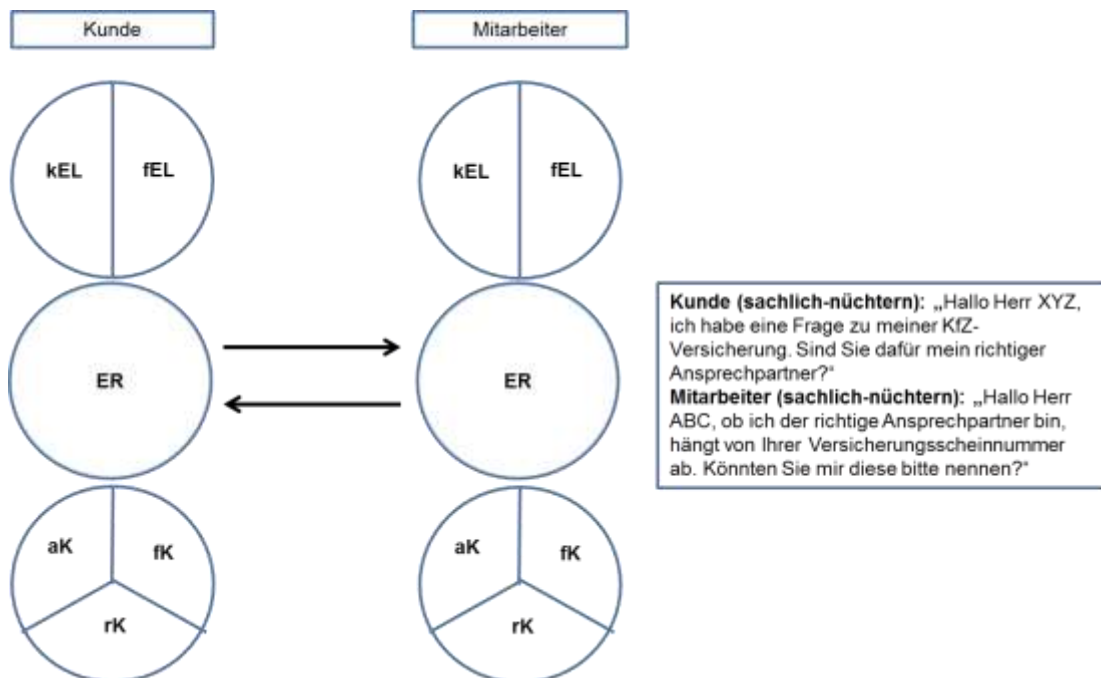 Kunde
Mitarbeiter
kEL
fEL
kEL
fEL
ER
ER
aK
fK
rK
aK
fK
rK
Kunde (sachlich-nüchtern): „Hallo Herr XYZ,
ich habe eine Frage zu meiner KfZ-
Versicherung. Sind Sie dafür mein richtiger
Ansprechpartner?“
Mitarbeiter (sachlich-nüchtern): „Hallo Herr
ABC, ob ich der richtige Ansprechpartner bin,
hängt von Ihrer Versicherungsscheinnummer
ab. Könnten Sie mir diese bitte nennen?“